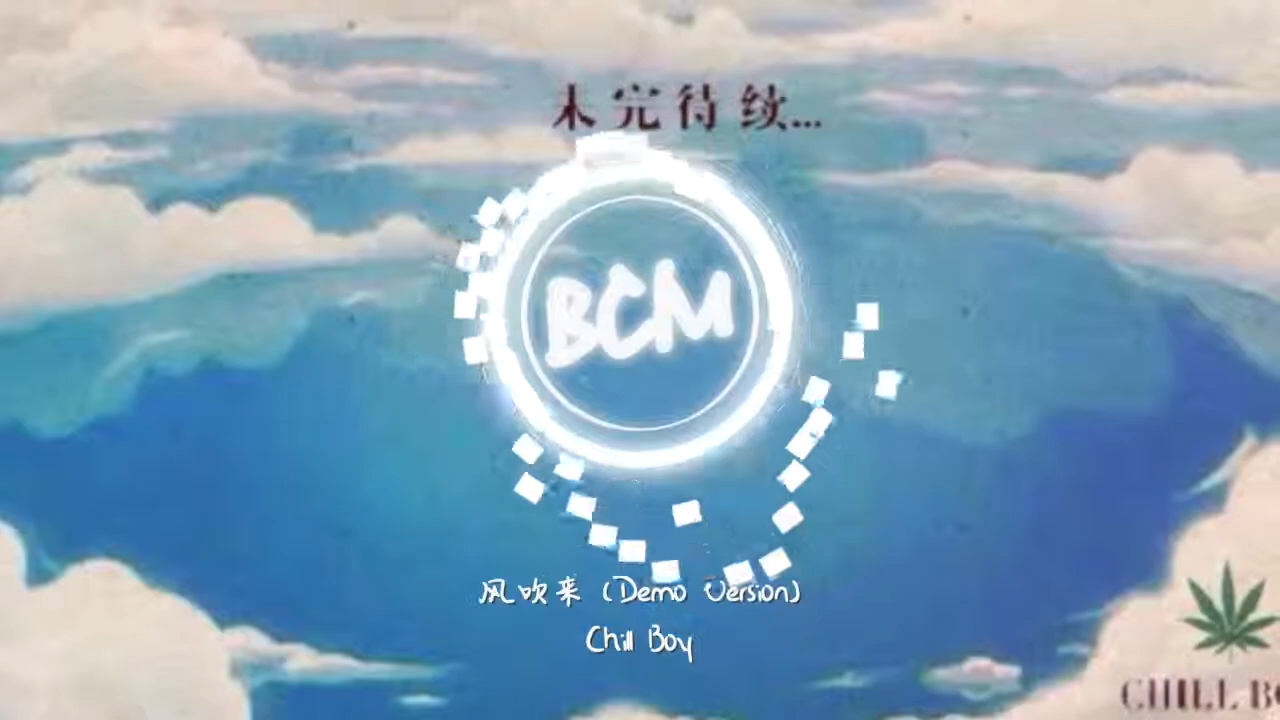 未完待续...
BCM
风吹来 (Demo Version)
Chill Boy
CHILL BO